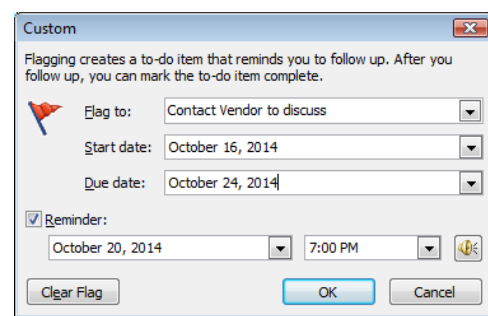 Custom
Flagging creates a to-do item that reminds you to follow up. After you
follow up, you can mark the to-do item complete.
Flag to: Contact Vendor to discuss
Start date: October 16, 2014
Due date: October 24, 2014
Reminder:
October 20, 2014 7:00 PM
Clear Flag OK Cancel